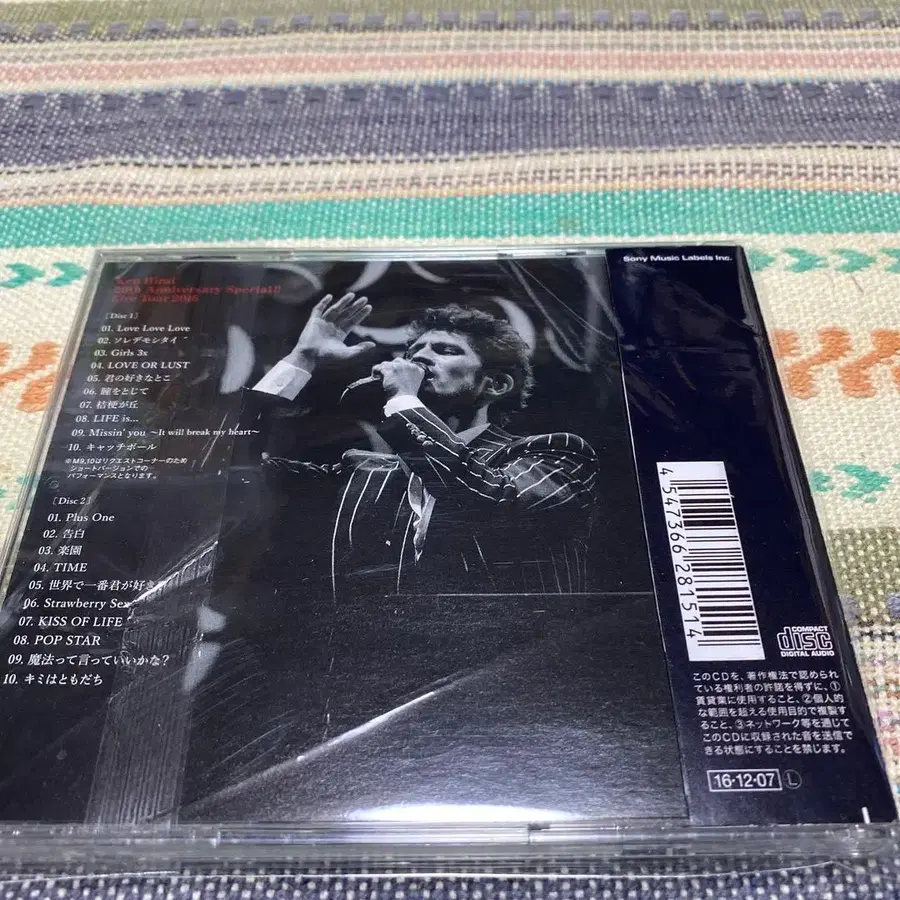 Ken Hirai
20th Anniversary Special!!
Live Tour 2016
[Disc 1]
01. Love Love Love
02. ソレデモシタイ
03. Girls 3x
04. LOVE OR LUST
05. 君の好きなとこ
06. 瞳をとじて
07. 桔梗が丘
08. LIFE is...
09. Missin' you 〜It will break my heart〜
10. キャッチボール
※M9,10はリクエストコーナーのため
ショートバージョンでの
パフォーマンスとなります。
[Disc 2]
01. Plus One
02. 告白
03. 楽園
04. TIME
05. 世界で一番君が好き
06. Strawberry Sex
07. KISS OF LIFE
08. POP STAR
09. 魔法って言っていいかな?
10. キミはともだち
Sony Music Labels Inc.
4 547366 281514
COMPACT
disc
DIGITAL AUDIO
このCDを、著作権法で認められ
ている権利者の許諾を得ずに、①
賃貸業に使用すること、②個人的
な範囲を超える使用目的で複製す
ること、③ネットワーク等を通じて
このCDに収録された音を送信で
きる状態にすることを禁じます。
16·12·07 L